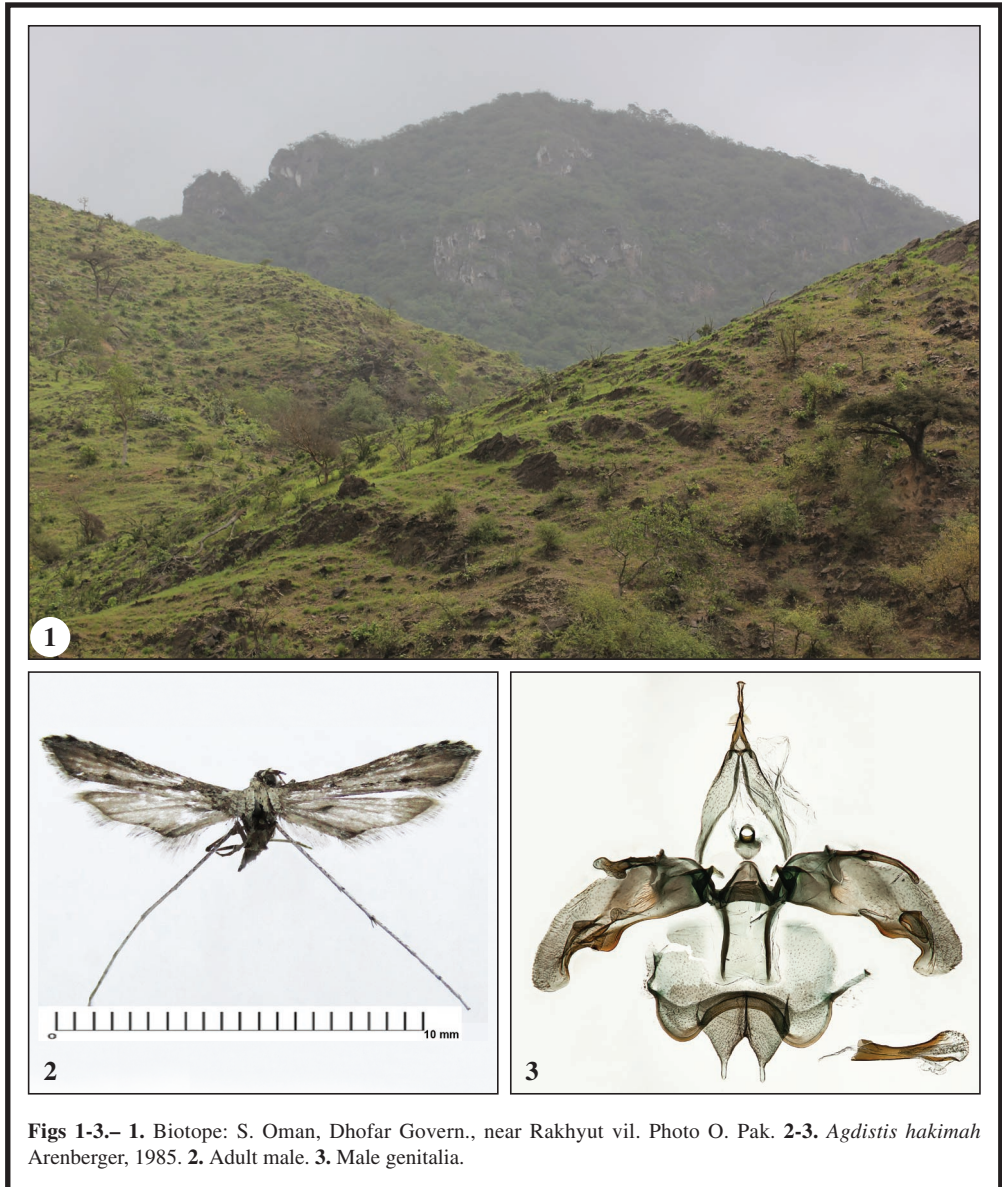 1
0
10 mm
2
3
Figs 1-3.– 1. Biotope: S. Oman, Dhofar Govern., near Rakhyut vil. Photo O. Pak. 2-3. Agdistis hakimah
Arenberger, 1985. 2. Adult male. 3. Male genitalia.